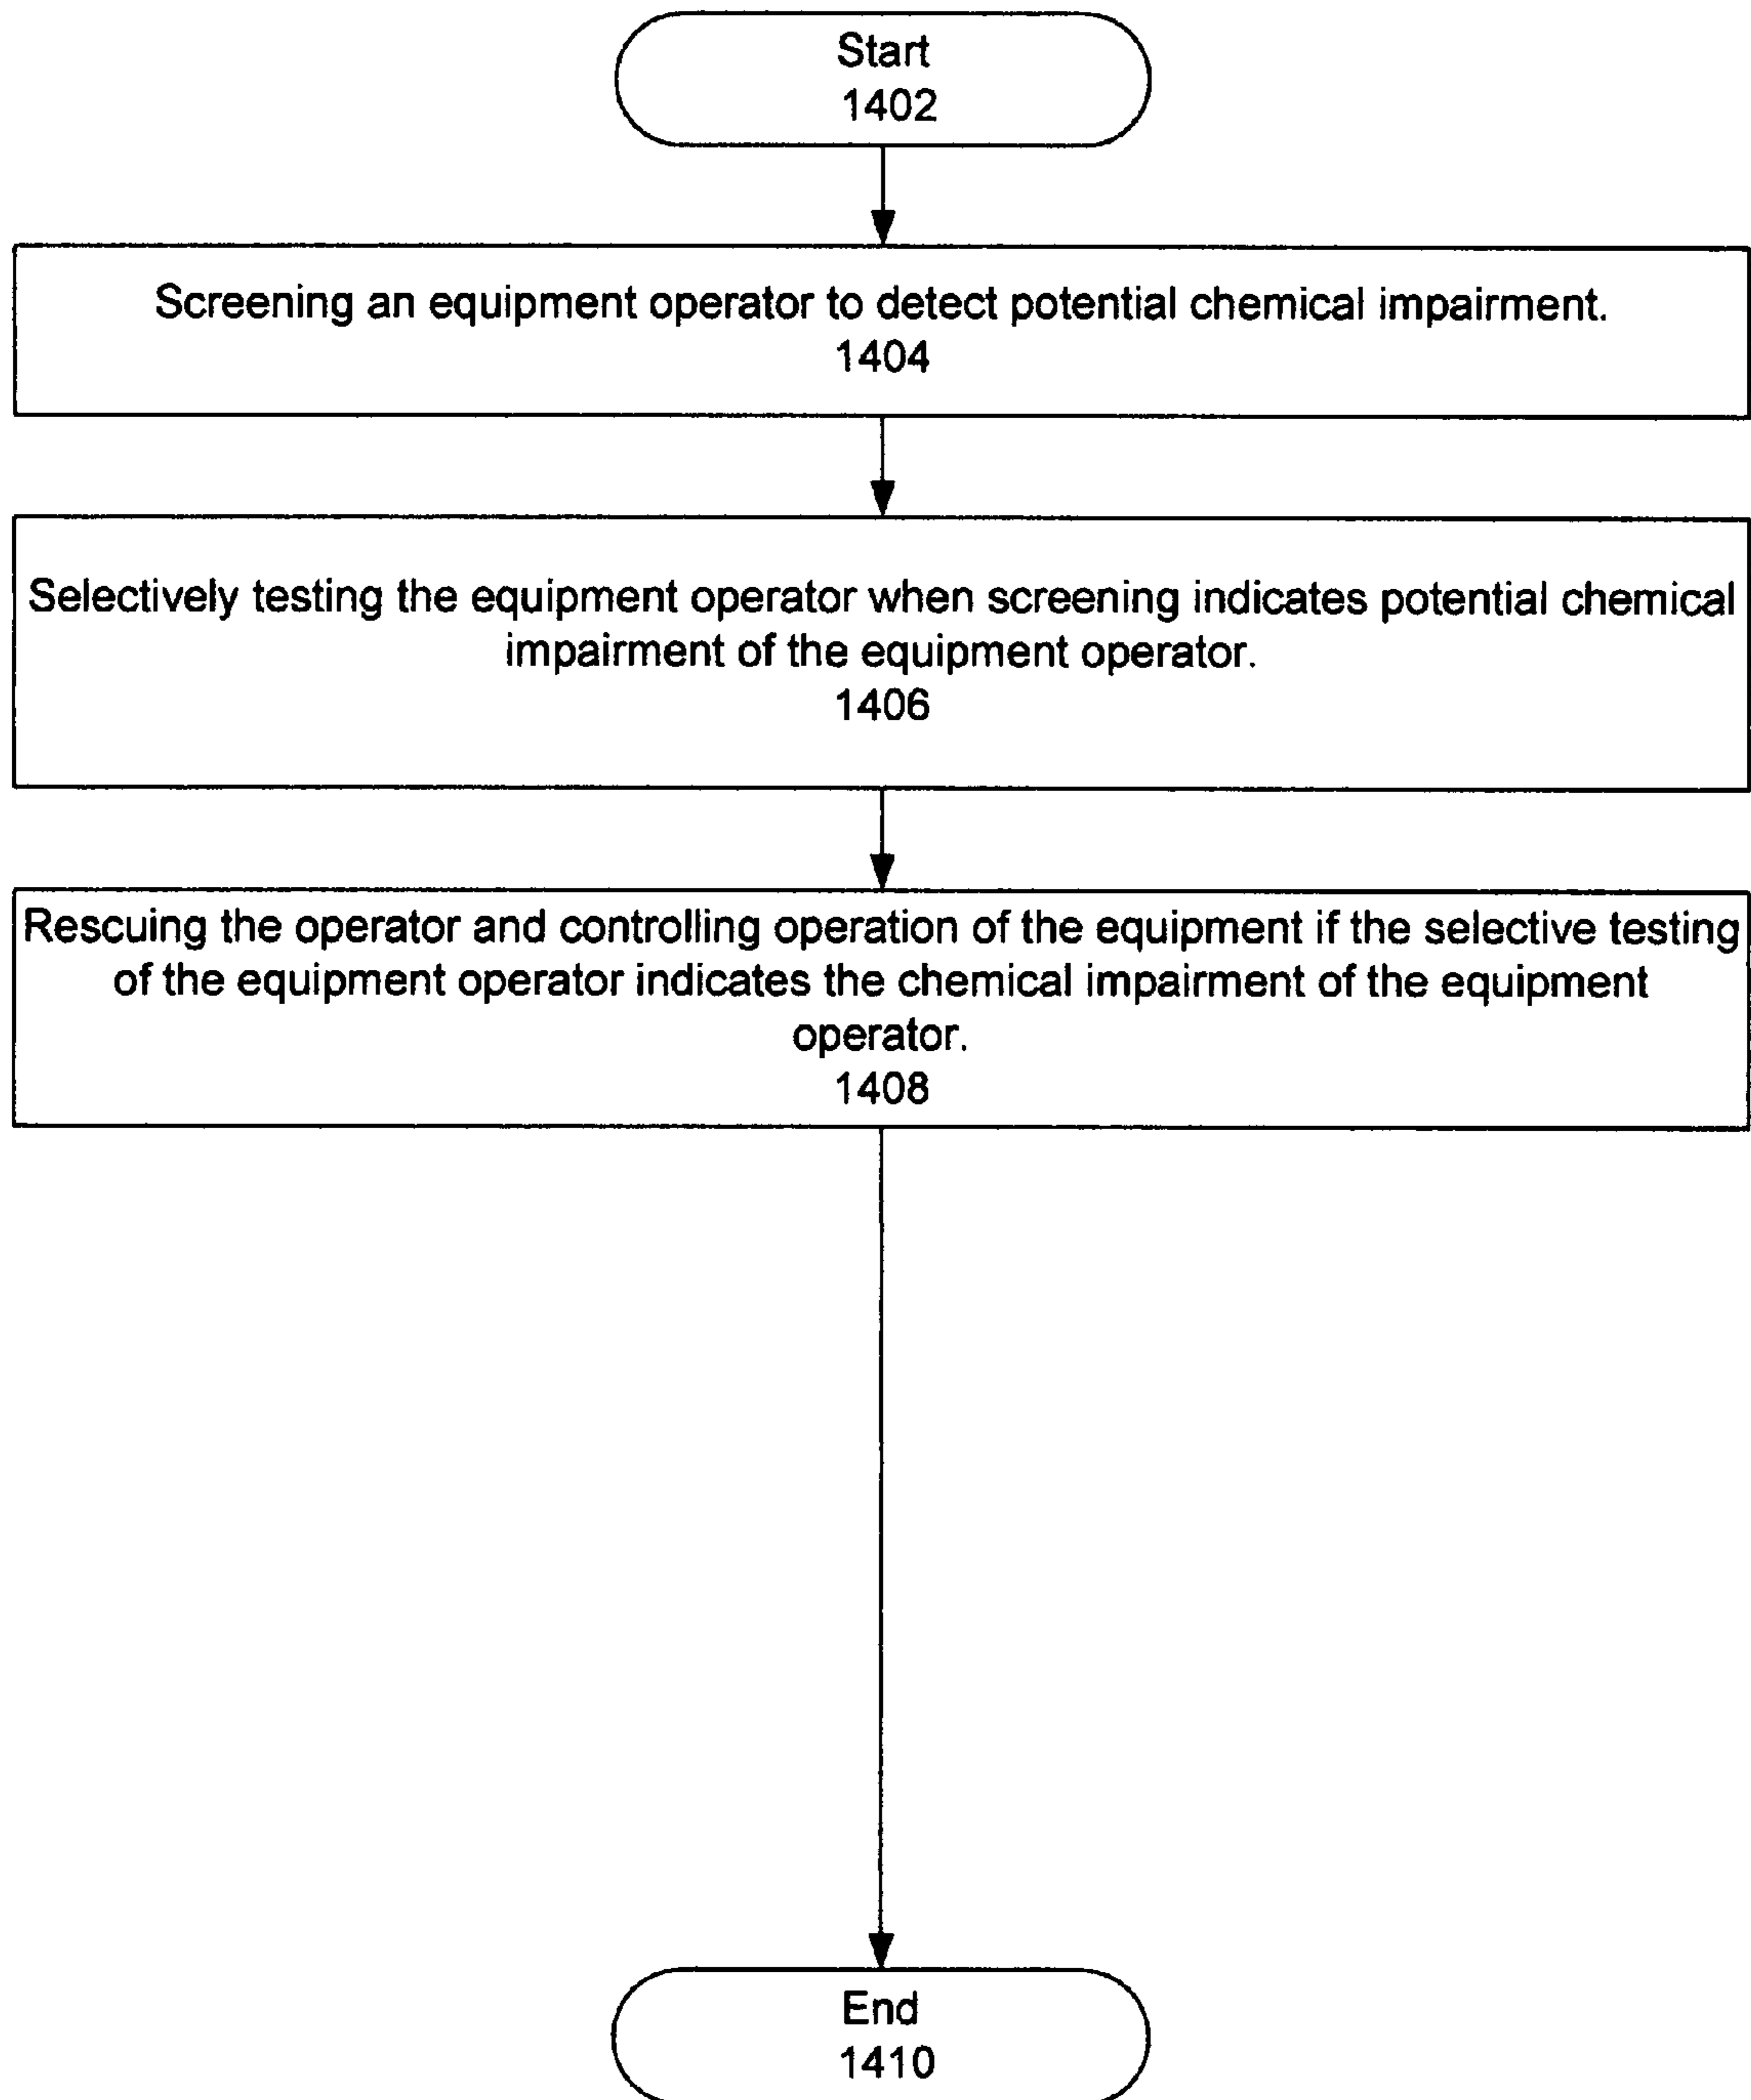 Start
1402
Screening an equipment operator to detect potential chemical impairment.
1404
Selectively testing the equipment operator when screening indicates potential chemical
impairment of the equipment operator.
1406
Rescuing the operator and controlling operation of the equipment if the selective testing
of the equipment operator indicates the chemical impairment of the equipment
operator.
1408
End
1410